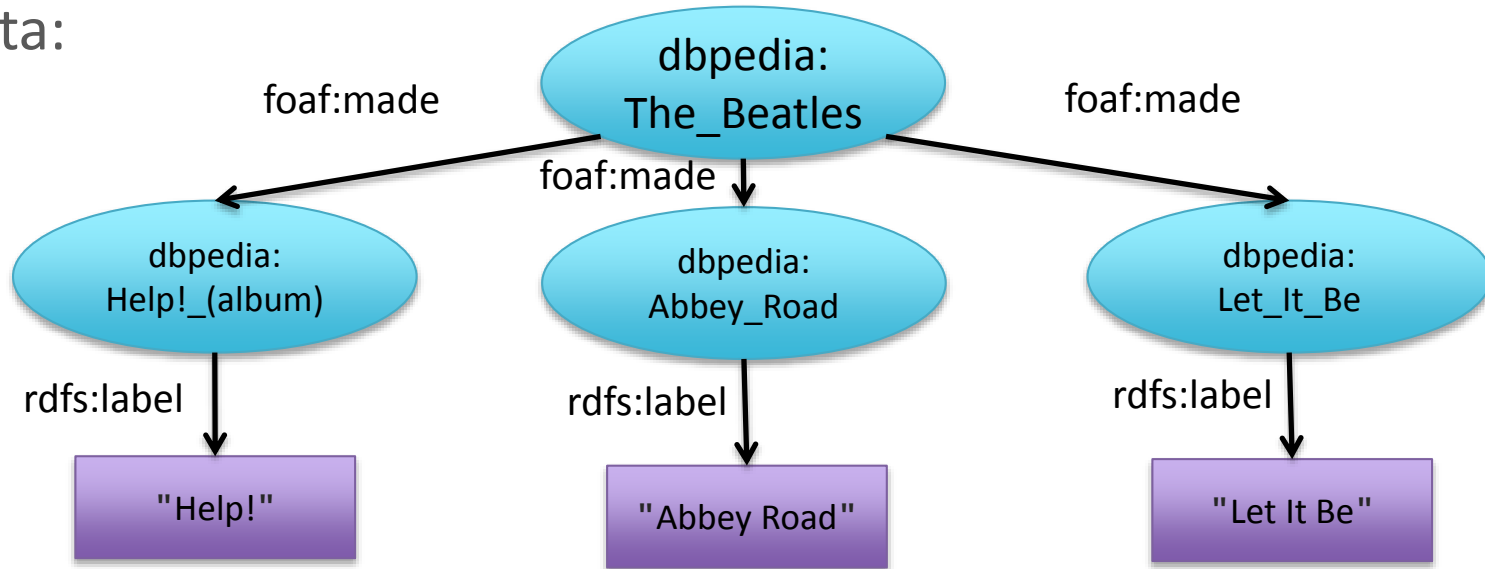 ta:
dbpedia:
The_Beatles
foaf:made
foaf:made
foaf:made
dbpedia:
Help!_(album)
dbpedia:
Abbey_Road
dbpedia:
Let_It_Be
rdfs:label
rdfs:label
rdfs:label
"Help!"
"Abbey Road"
"Let It Be"